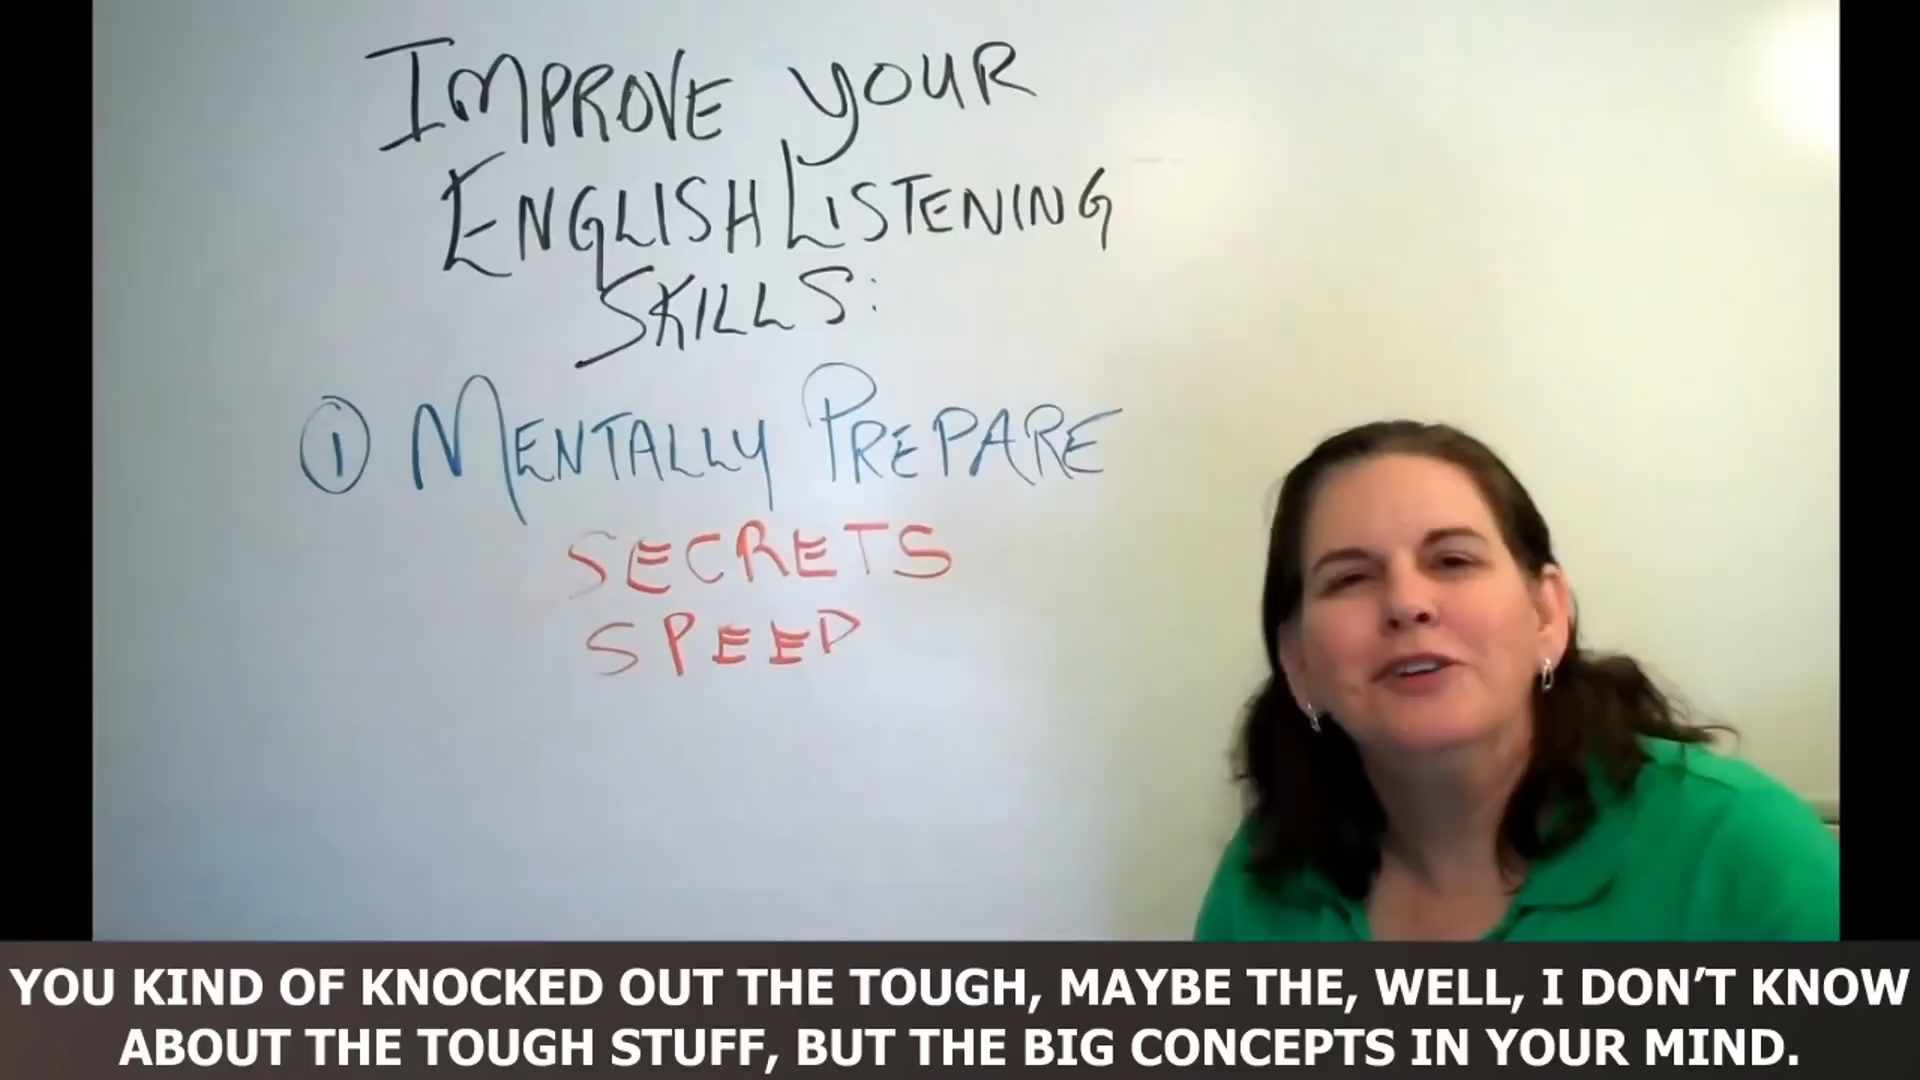 IMPROVE YOUR
ENGLISH LISTENING
SKILLS:
① MENTALLY PREPARE
SECRETS
SPEED
YOU KIND OF KNOCKED OUT THE TOUGH, MAYBE THE, WELL, I DON'T KNOW
ABOUT THE TOUGH STUFF, BUT THE BIG CONCEPTS IN YOUR MIND.